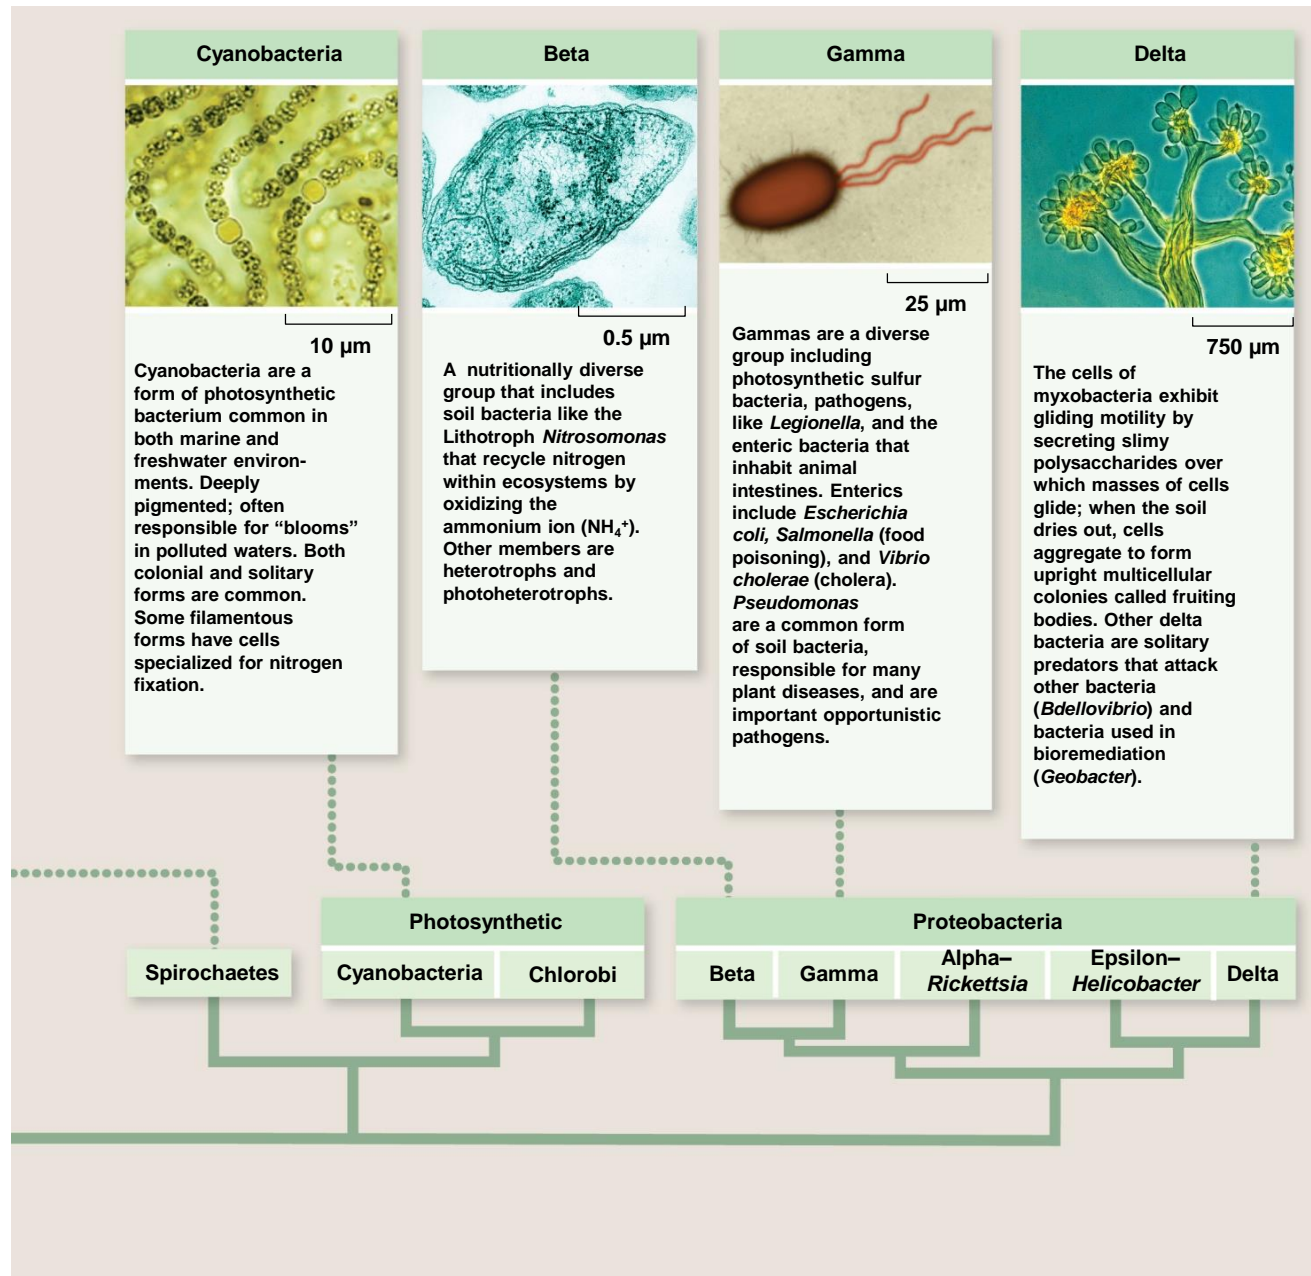 Cyanobacteria
10 µm
Cyanobacteria are a
form of photosynthetic
bacterium common in
both marine and
freshwater environ-
ments. Deeply
pigmented; often
responsible for “blooms”
in polluted waters. Both
colonial and solitary
forms are common.
Some filamentous
forms have cells
specialized for nitrogen
fixation.
Beta
0.5 µm
A nutritionally diverse
group that includes
soil bacteria like the
Lithotroph Nitrosomonas
that recycle nitrogen
within ecosystems by
oxidizing the
ammonium ion (NH₄⁺).
Other members are
heterotrophs and
photoheterotrophs.
Gamma
25 µm
Gammas are a diverse
group including
photosynthetic sulfur
bacteria, pathogens,
like Legionella, and the
enteric bacteria that
inhabit animal
intestines. Enterics
include Escherichia
coli, Salmonella (food
poisoning), and Vibrio
cholerae (cholera).
Pseudomonas
are a common form
of soil bacteria,
responsible for many
plant diseases, and are
important opportunistic
pathogens.
Delta
750 µm
The cells of
myxobacteria exhibit
gliding motility by
secreting slimy
polysaccharides over
which masses of cells
glide; when the soil
dries out, cells
aggregate to form
upright multicellular
colonies called fruiting
bodies. Other delta
bacteria are solitary
predators that attack
other bacteria
(Bdellovibrio) and
bacteria used in
bioremediation
(Geobacter).
Spirochaetes
Photosynthetic
Cyanobacteria
Chlorobi
Proteobacteria
Beta
Gamma
Alpha–
Rickettsia
Epsilon–
Helicobacter
Delta